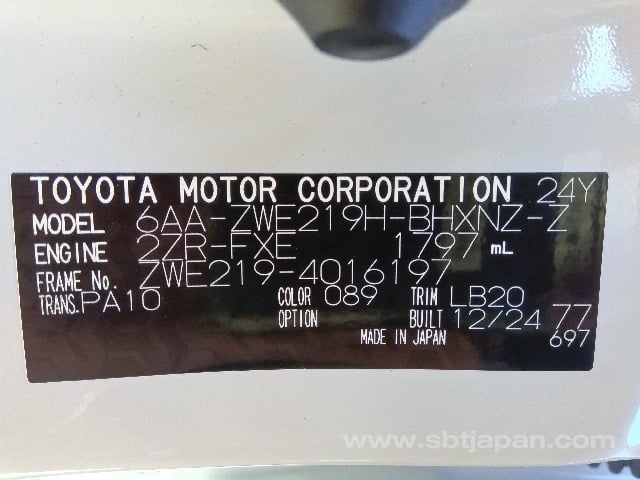 TOYOTA MOTOR CORPORATION 24Y
MODEL 6AA-ZWE219H-BHXNZ-Z
ENGINE 2ZR-FXE 1797 mL
FRAME No. ZWE219-4016197
TRANS. PA10 COLOR 089 TRIM LB20
OPTION BUILT 12/24 77
MADE IN JAPAN 697
www.sbtjapan.com